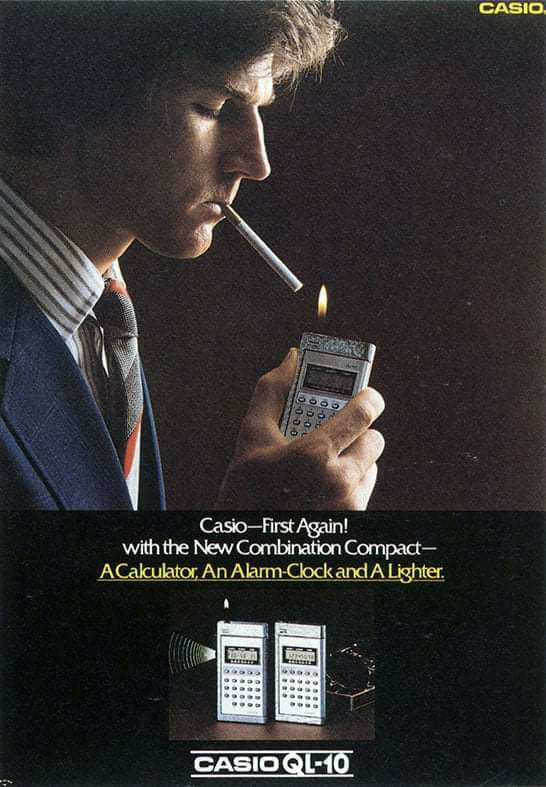 CASIO.
Casio—First Again!
with the New Combination Compact—
A Calculator, An Alarm-Clock and A Lighter.
CASIO QL-10